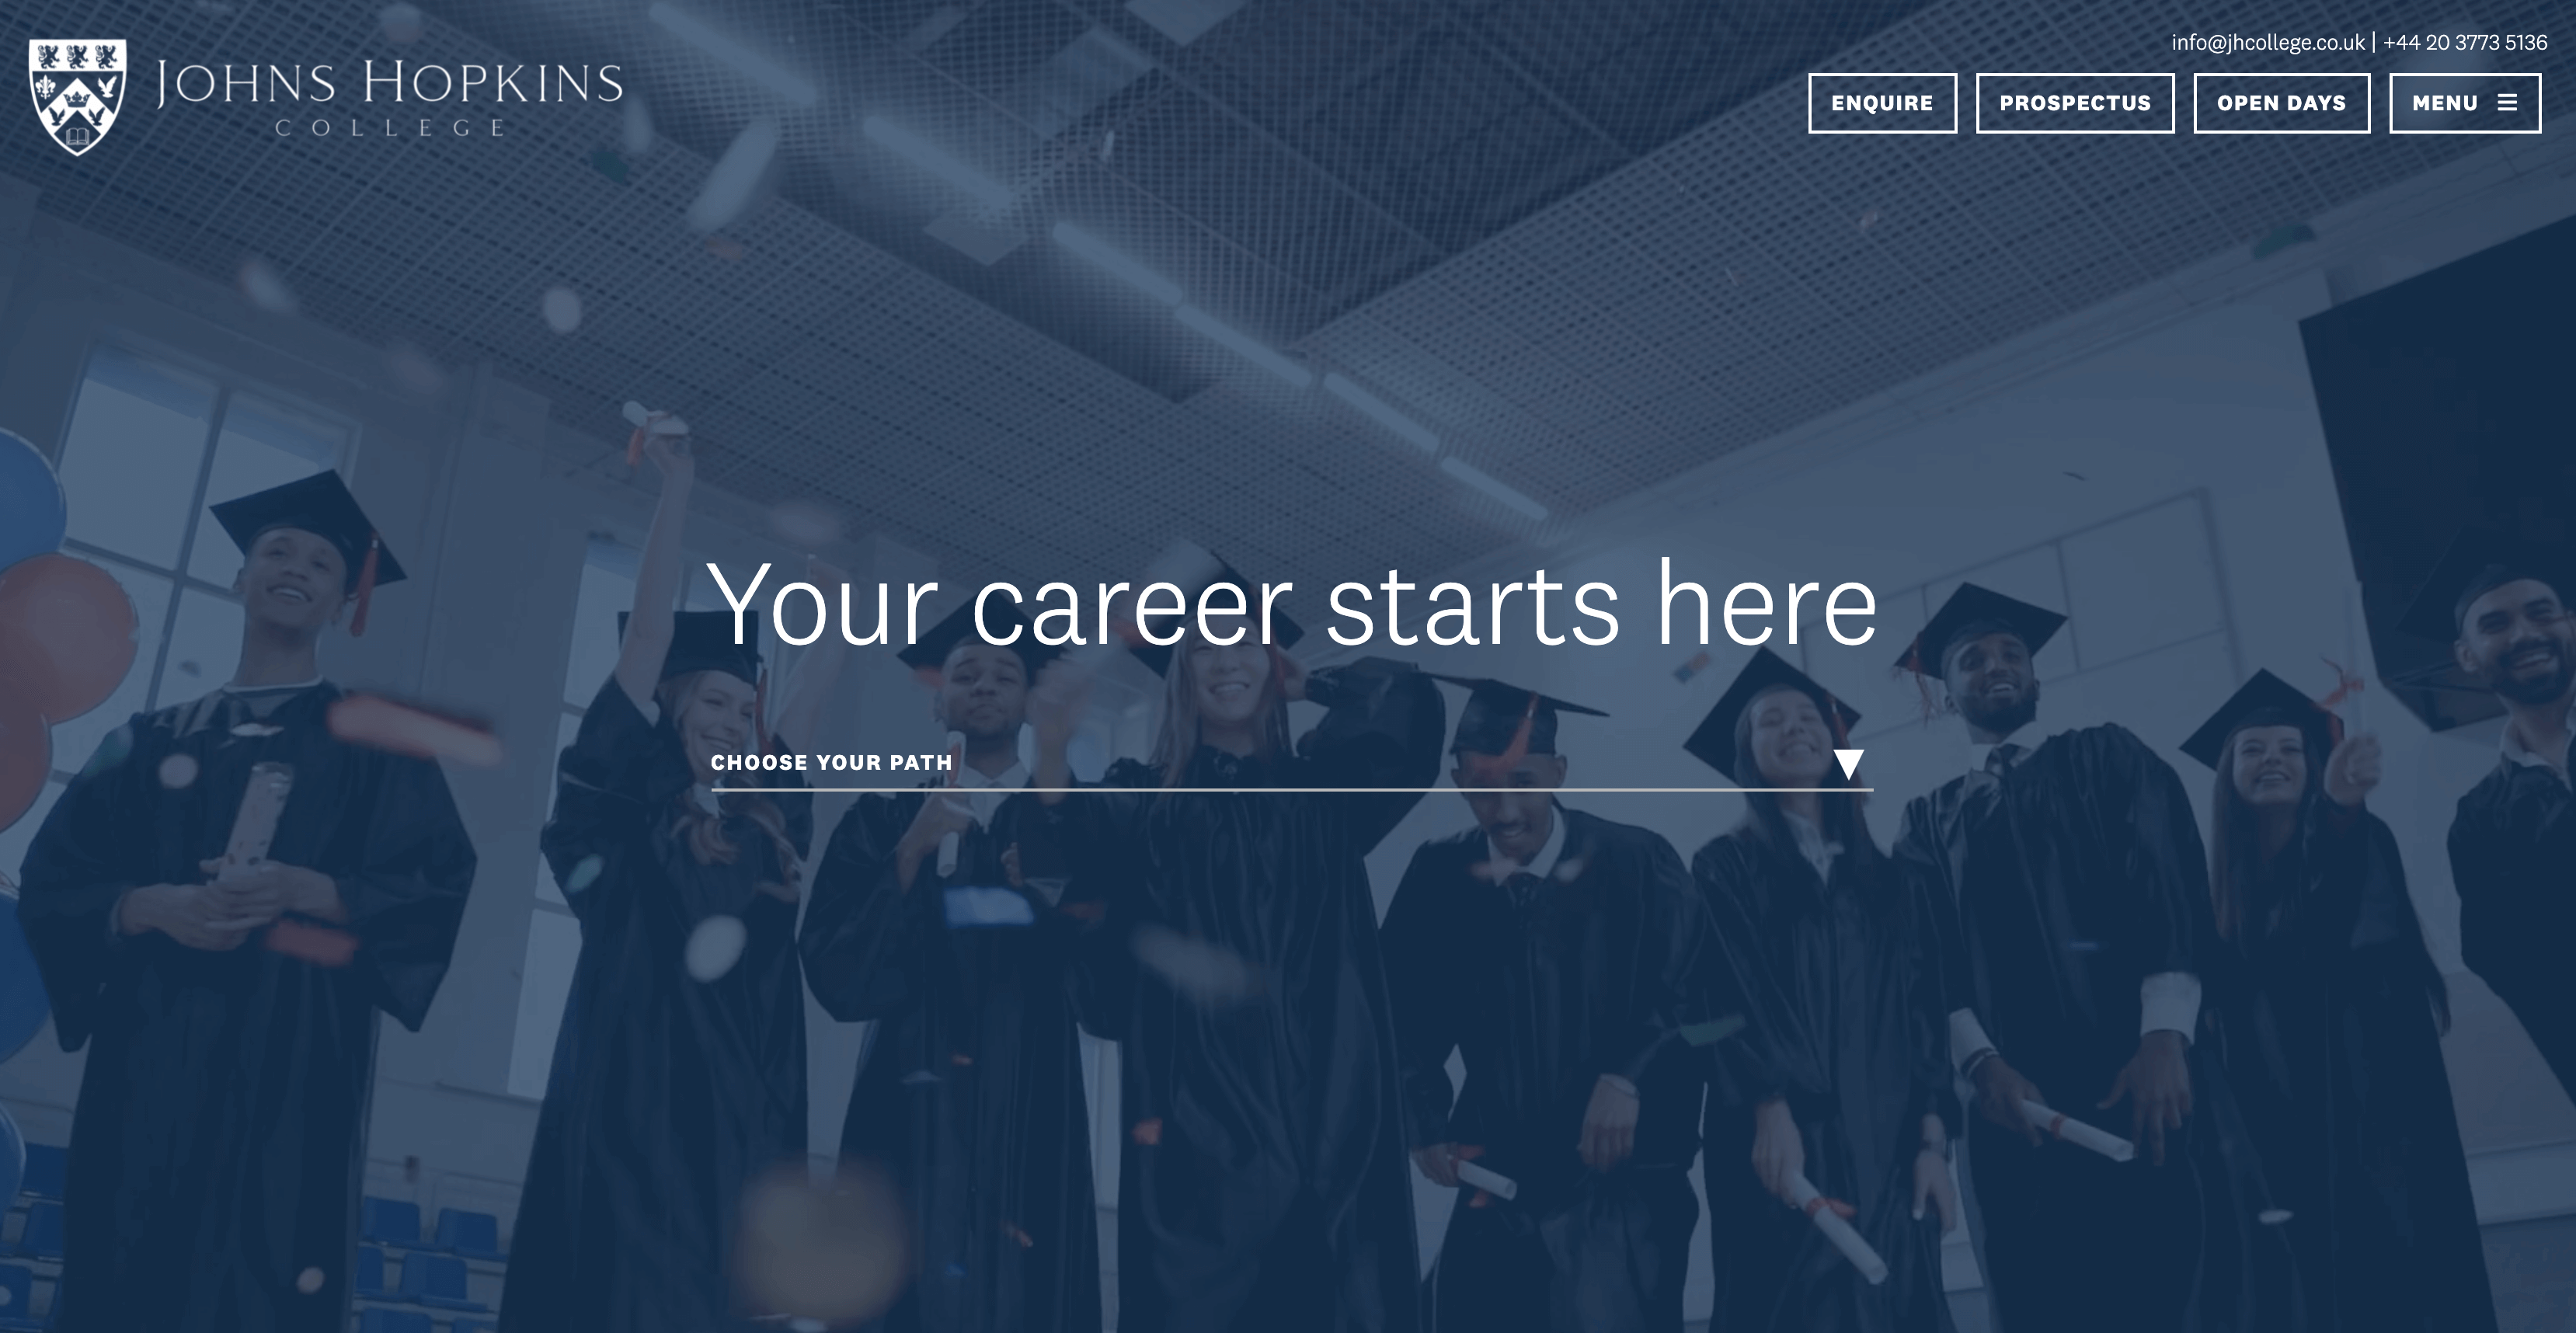 JOHNS HOPKINS
COLLEGE
info@jhcollege.co.uk | +44 20 3773 5136
ENQUIRE
PROSPECTUS
OPEN DAYS
MENU
Your career starts here
CHOOSE YOUR PATH